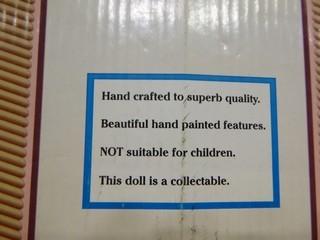 Hand crafted to superb quality.
Beautiful hand painted features.
NOT suitable for children.
This doll is a collectable.